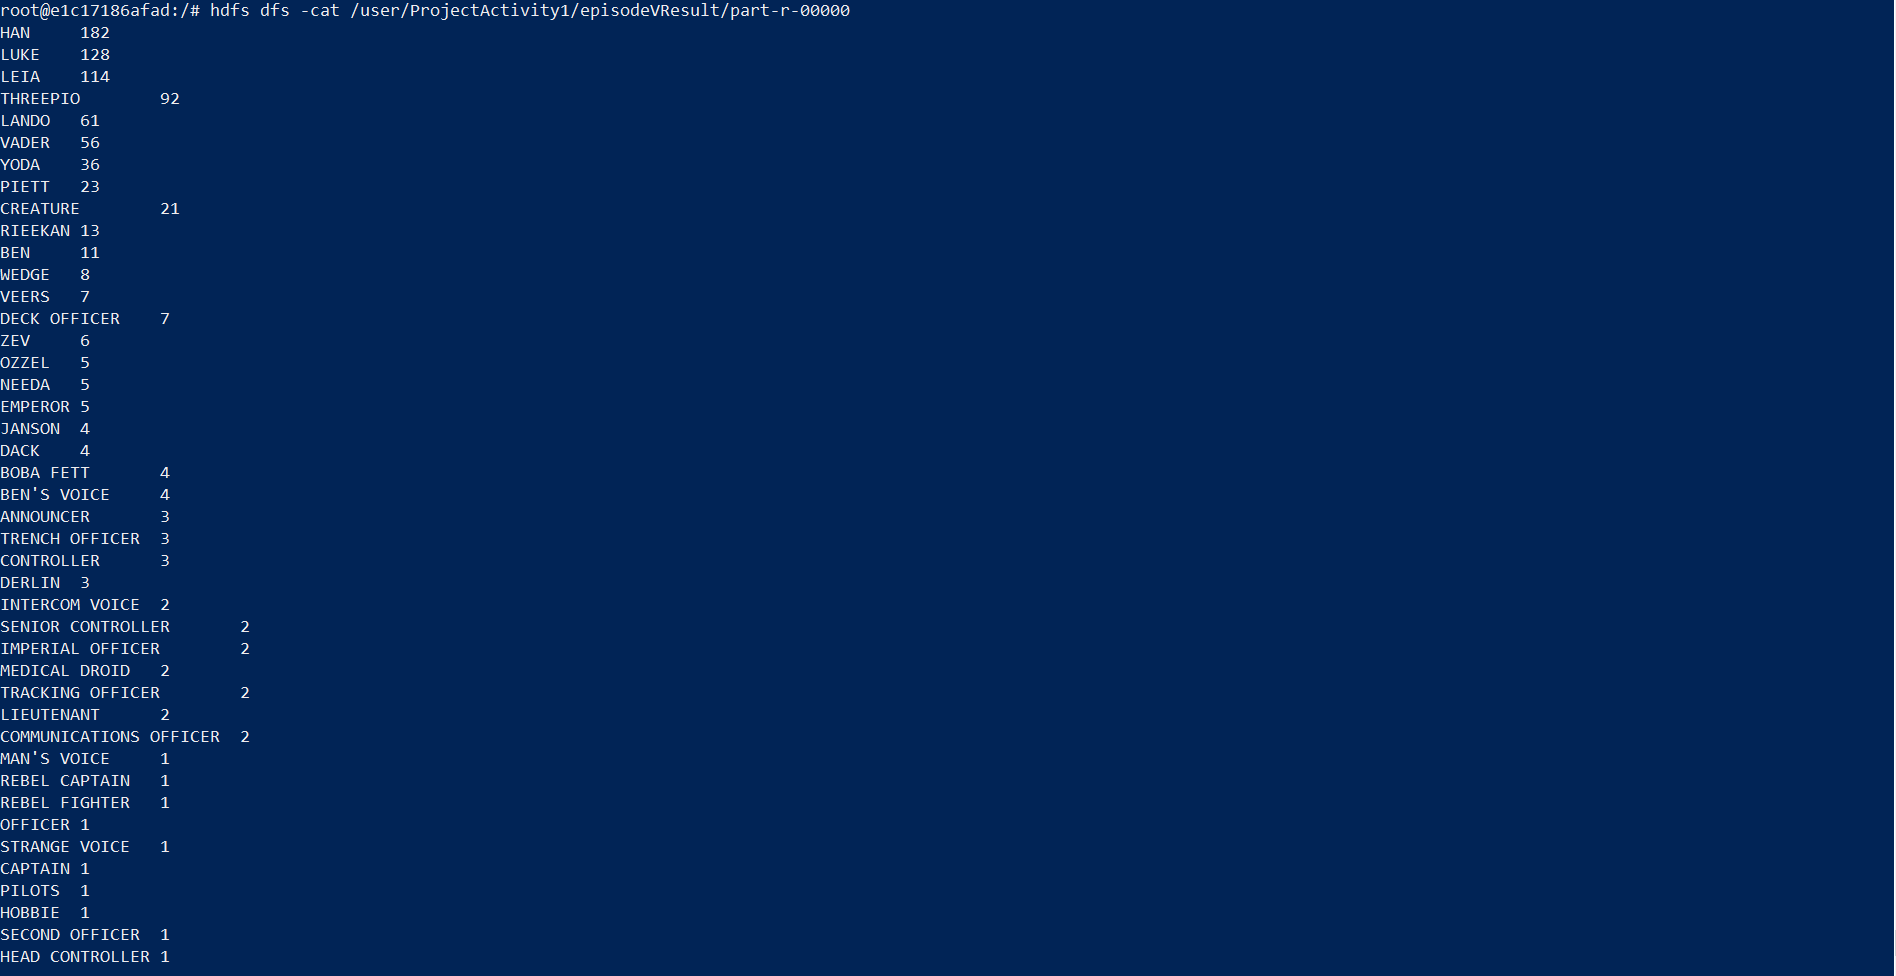 root@e1c17186afad:/# hdfs dfs -cat /user/ProjectActivity1/episodeVResult/part-r-00000
HAN     182
LUKE    128
LEIA    114
THREEPIO        92
LANDO   61
VADER   56
YODA    36
PIETT   23
CREATURE        21
RIEEKAN 13
BEN     11
WEDGE   8
VEERS   7
DECK OFFICER    7
ZEV     6
OZZEL   5
NEEDA   5
EMPEROR 5
JANSON  4
DACK    4
BOBA FETT       4
BEN'S VOICE     4
ANNOUNCER       3
TRENCH OFFICER  3
CONTROLLER      3
DERLIN  3
INTERCOM VOICE  2
SENIOR CONTROLLER       2
IMPERIAL OFFICER        2
MEDICAL DROID   2
TRACKING OFFICER        2
LIEUTENANT      2
COMMUNICATIONS OFFICER  2
MAN'S VOICE     1
REBEL CAPTAIN   1
REBEL FIGHTER   1
OFFICER 1
STRANGE VOICE   1
CAPTAIN 1
PILOTS  1
HOBBIE  1
SECOND OFFICER  1
HEAD CONTROLLER 1